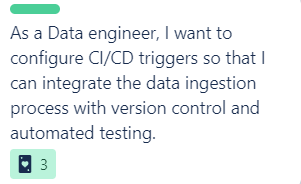 As a Data engineer, I want to
configure CI/CD triggers so that I
can integrate the data ingestion
process with version control and
automated testing.
3